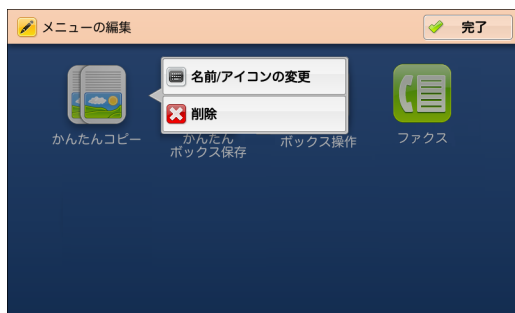 メニューの編集
完了
名前/アイコンの変更
削除
かんたんコピー
かんたん
ボックス保存
ボックス操作
ファクス